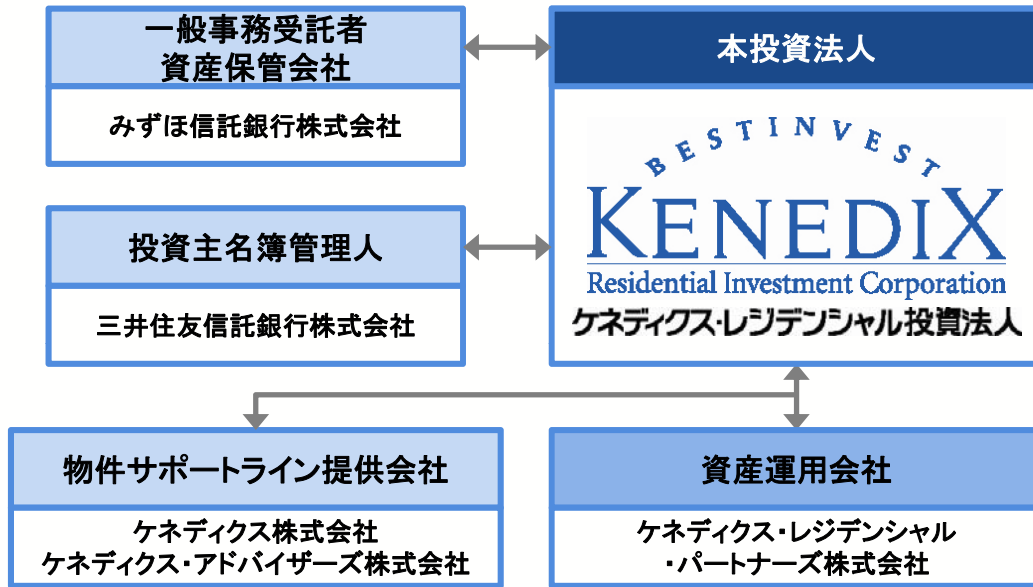 一般事務受託者
資産保管会社
みずほ信託銀行株式会社
本投資法人
BESTINVEST
KENEDIX
Residential Investment Corporation
ケネディクス・レジデンシャル投資法人
投資主名簿管理人
三井住友信託銀行株式会社
物件サポートライン提供会社
ケネディクス株式会社
ケネディクス・アドバイザーズ株式会社
資産運用会社
ケネディクス・レジデンシャル
・パートナーズ株式会社